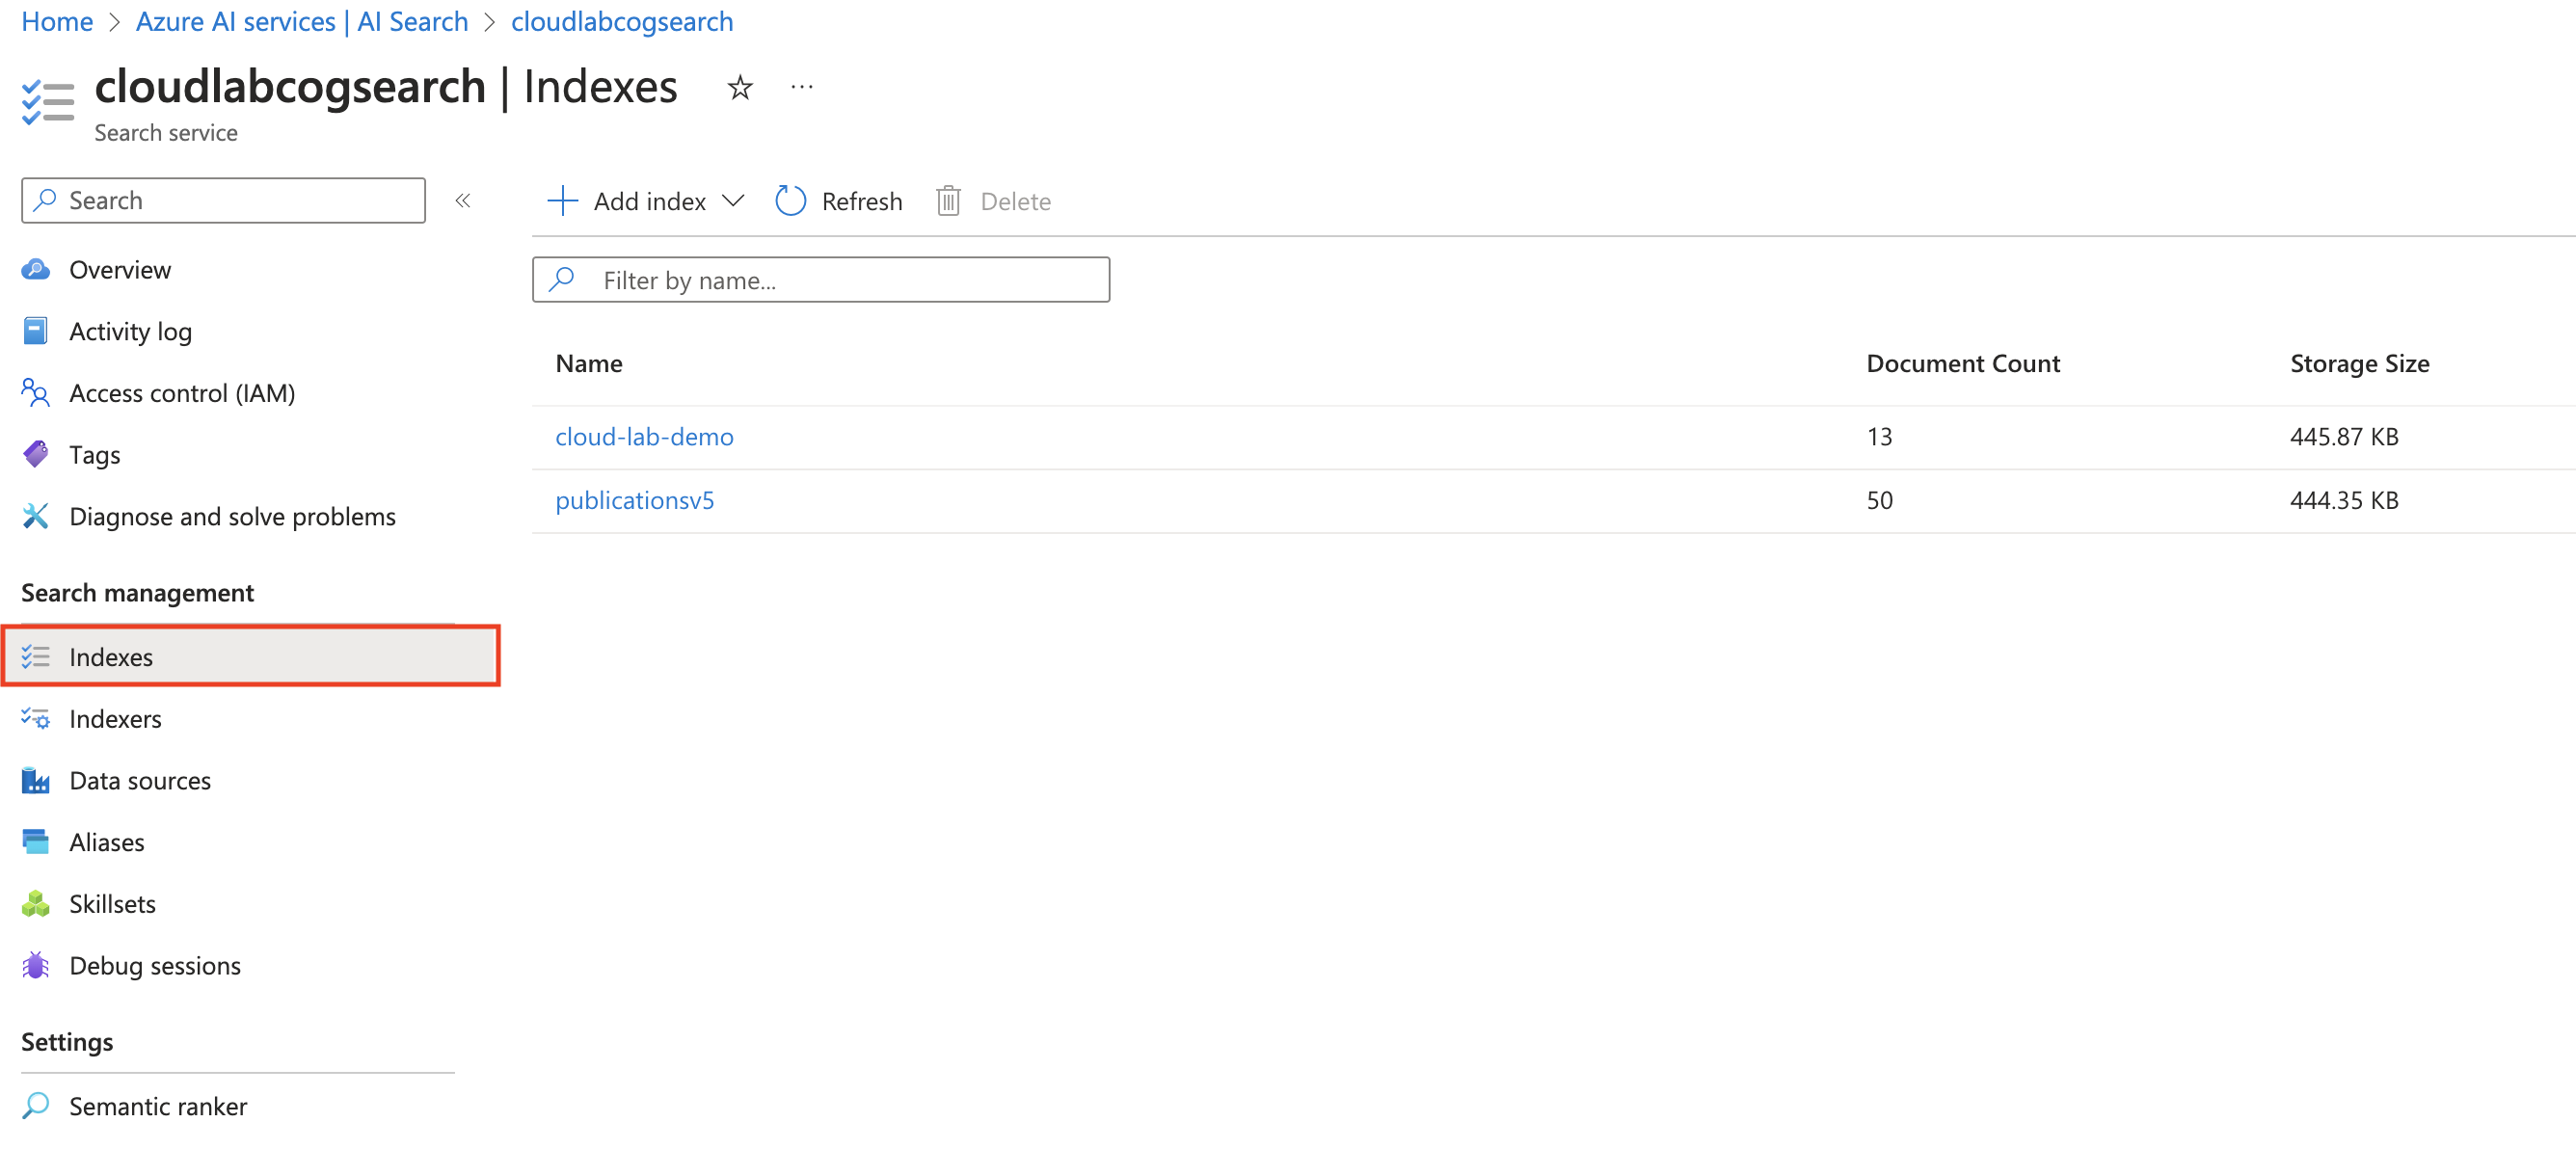 Home > Azure AI services | AI Search > cloudlabcogsearch
cloudlabcogsearch | Indexes ☆ ...
Search service
Search «
Overview
Activity log
Access control (IAM)
Tags
Diagnose and solve problems
Search management
Indexes
Indexers
Data sources
Aliases
Skillsets
Debug sessions
Settings
Semantic ranker
+ Add index Refresh Delete
Filter by name...
Name Document Count Storage Size
cloud-lab-demo 13 445.87 KB
publicationsv5 50 444.35 KB